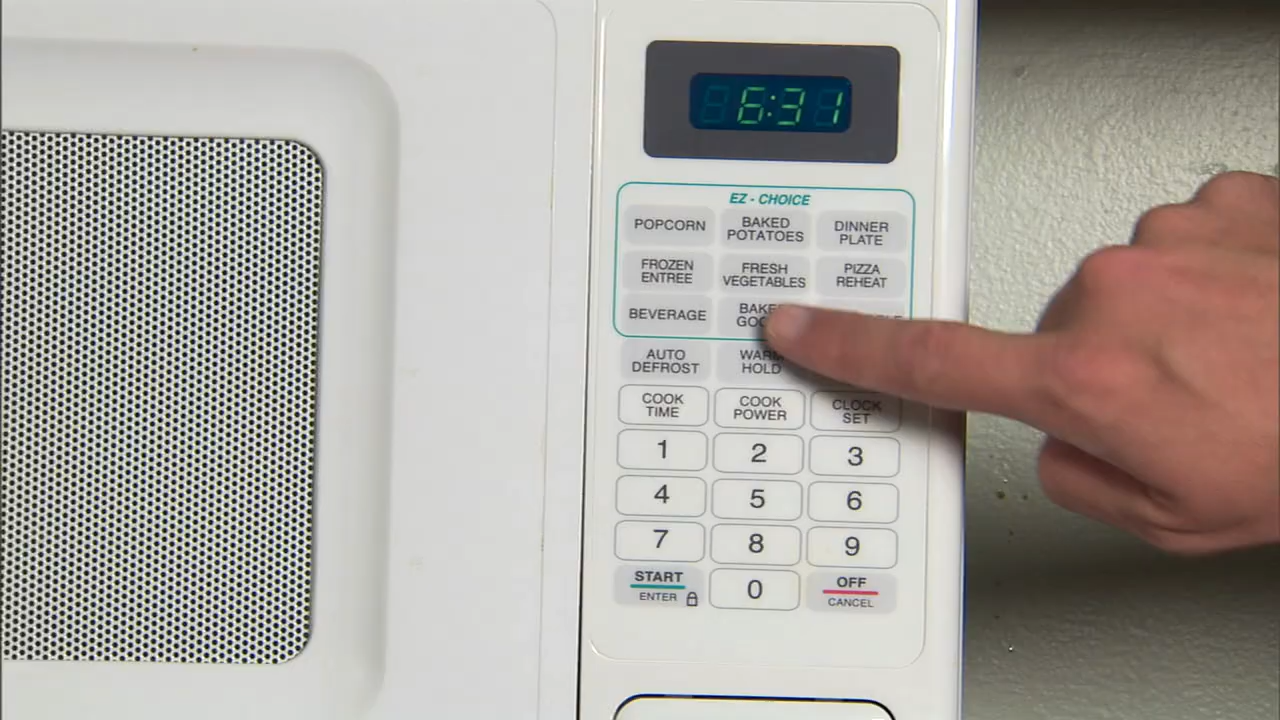 6:31
EZ - CHOICE
POPCORN
BAKED
POTATOES
DINNER
PLATE
FROZEN
ENTREE
FRESH
VEGETABLES
PIZZA
REHEAT
BEVERAGE
AUTO
DEFROST
HOLD
COOK
TIME
COOK
POWER
CLOCK
SET
1
2
3
4
5
6
7
8
9
START
ENTER
0
OFF
CANCEL